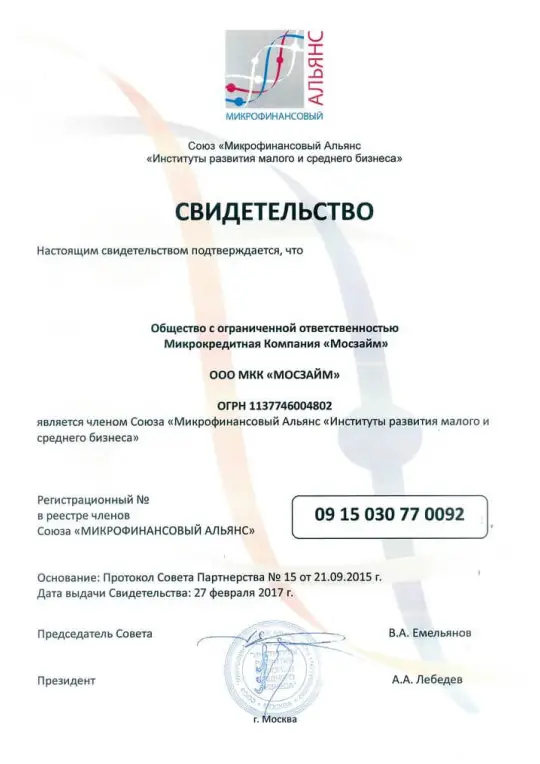 АЛЬЯНС
МИКРОФИНАНСОВЫЙ
Союз «Микрофинансовый Альянс
«Институты развития малого и среднего бизнеса»
СВИДЕТЕЛЬСТВО
Настоящим свидетельством подтверждается, что
Общество с ограниченной ответственностью
Микрокредитная Компания «Мосзайм»
ООО МКК «МОСЗАЙМ»
ОГРН 1137746004802
является членом Союза «Микрофинансовый Альянс «Институты развития малого и
среднего бизнеса»
Регистрационный №
в реестре членов
Союза «МИКРОФИНАНСОВЫЙ АЛЬЯНС»
09 15 030 77 0092
Основание: Протокол Совета Партнерства № 15 от 21.09.2015 г.
Дата выдачи Свидетельства: 27 февраля 2017 г.
Председатель Совета
В.А. Емельянов
Президент
А.А. Лебедев
г. Москва